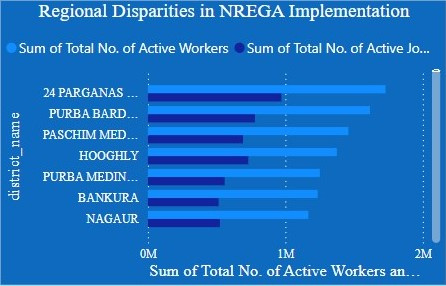 Regional Disparities in NREGA Implementation
Sum of Total No. of Active Workers Sum of Total No. of Active Jo...
district_name
24 PARGANAS ...
PURBA BARD...
PASCHIM MED...
HOOGHLY
PURBA MEDIN...
BANKURA
NAGAUR
0M 1M 2M
Sum of Total No. of Active Workers an...